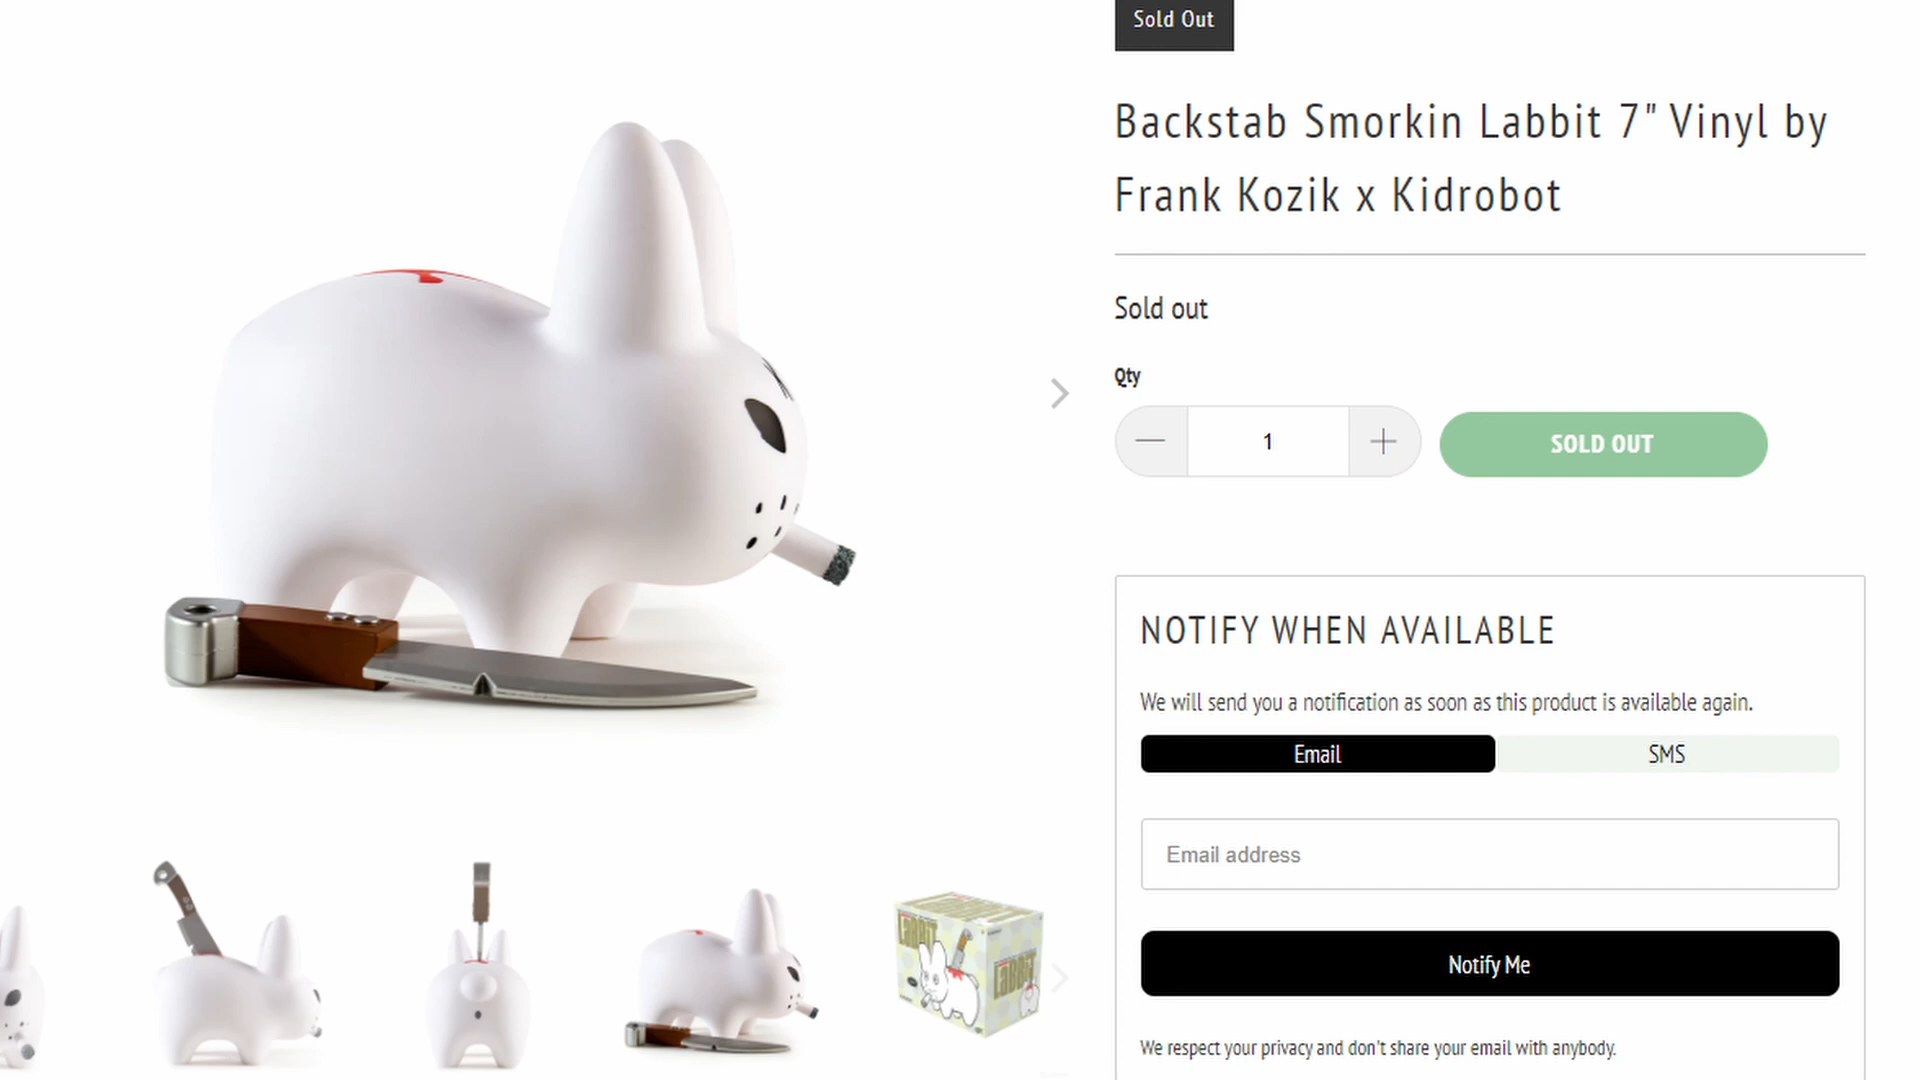 Sold Out
Backstab Smorkin Labbit 7" Vinyl by
Frank Kozik x Kidrobot
Sold out
Qty
1
SOLD OUT
NOTIFY WHEN AVAILABLE
We will send you a notification as soon as this product is available again.
Email
SMS
Email address
Notify Me
We respect your privacy and don't share your email with anybody.
LABBIT
LABBIT